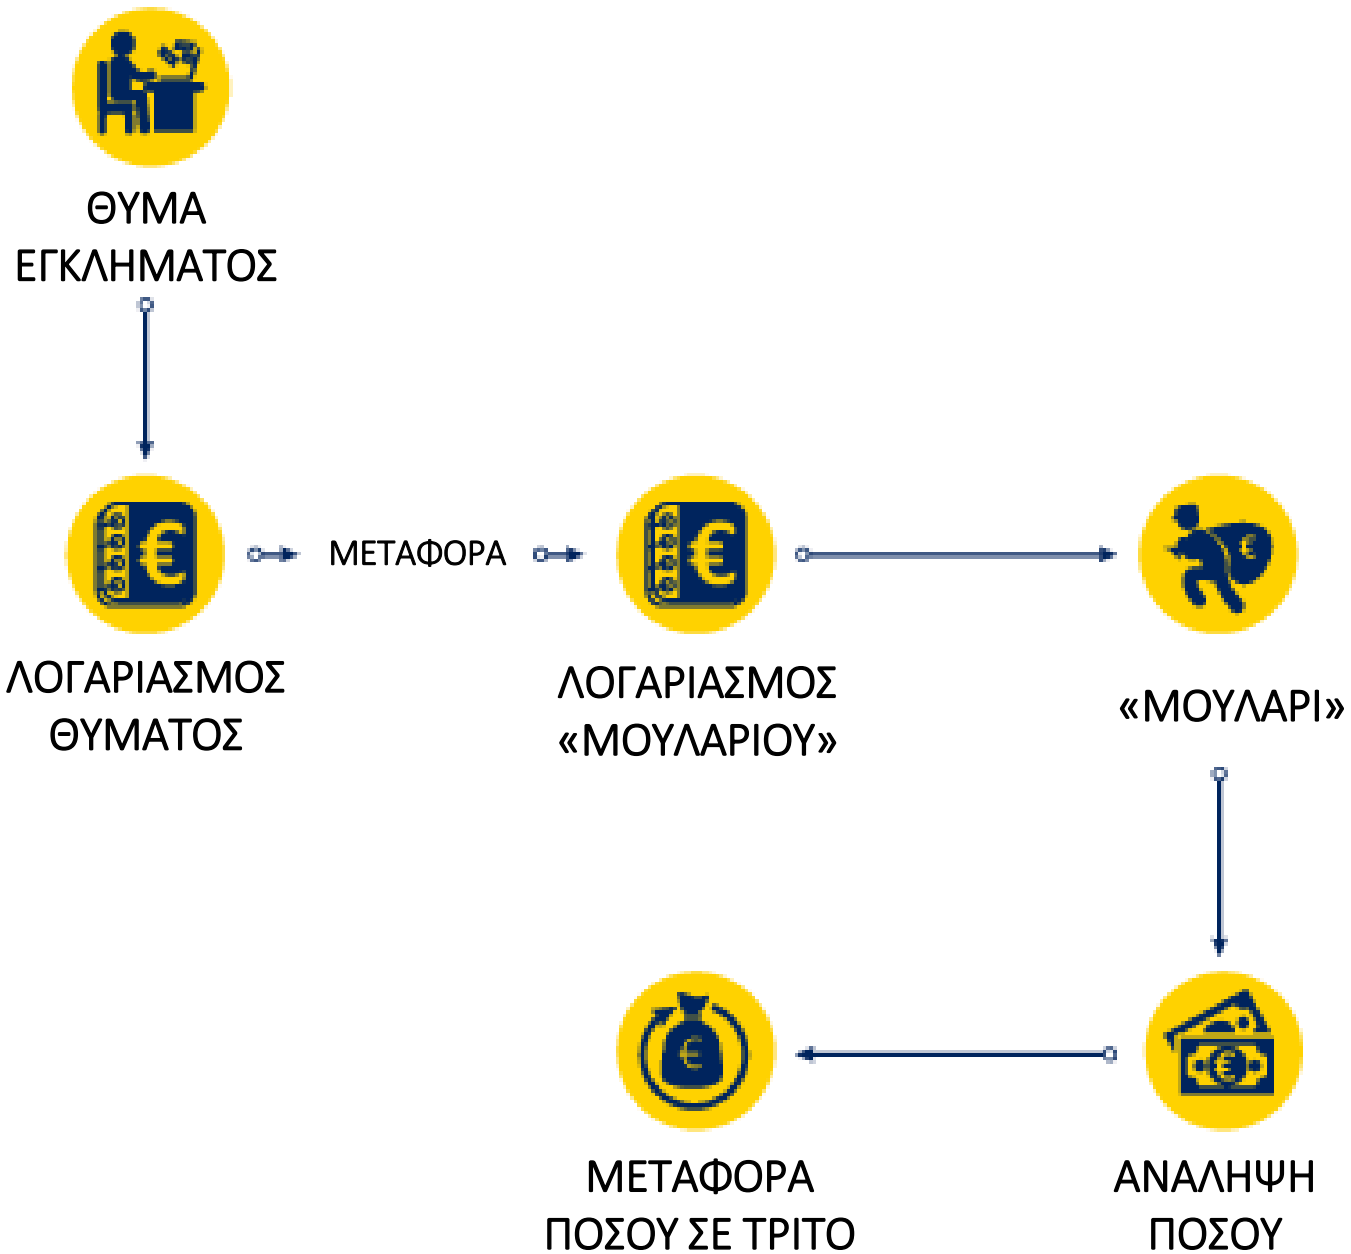 ΘΥΜΑ
ΕΓΚΛΗΜΑΤΟΣ
ΜΕΤΑΦΟΡΑ
ΛΟΓΑΡΙΑΣΜΟΣ
ΘΥΜΑΤΟΣ
ΛΟΓΑΡΙΑΣΜΟΣ
«ΜΟΥΛΑΡΙΟΥ»
«ΜΟΥΛΑΡΙ»
ΜΕΤΑΦΟΡΑ
ΠΟΣΟΥ ΣΕ ΤΡΙΤΟ
ΑΝΑΛΗΨΗ
ΠΟΣΟΥ